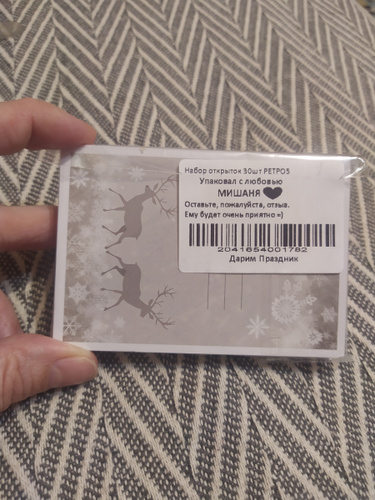 Набор открыток 30шт.РЕТРО5
Упаковал с любовью
МИШАНЯ
Оставьте, пожалуйста, отзыв.
Ему будет очень приятно =)
2041654001782
Дарим Праздник